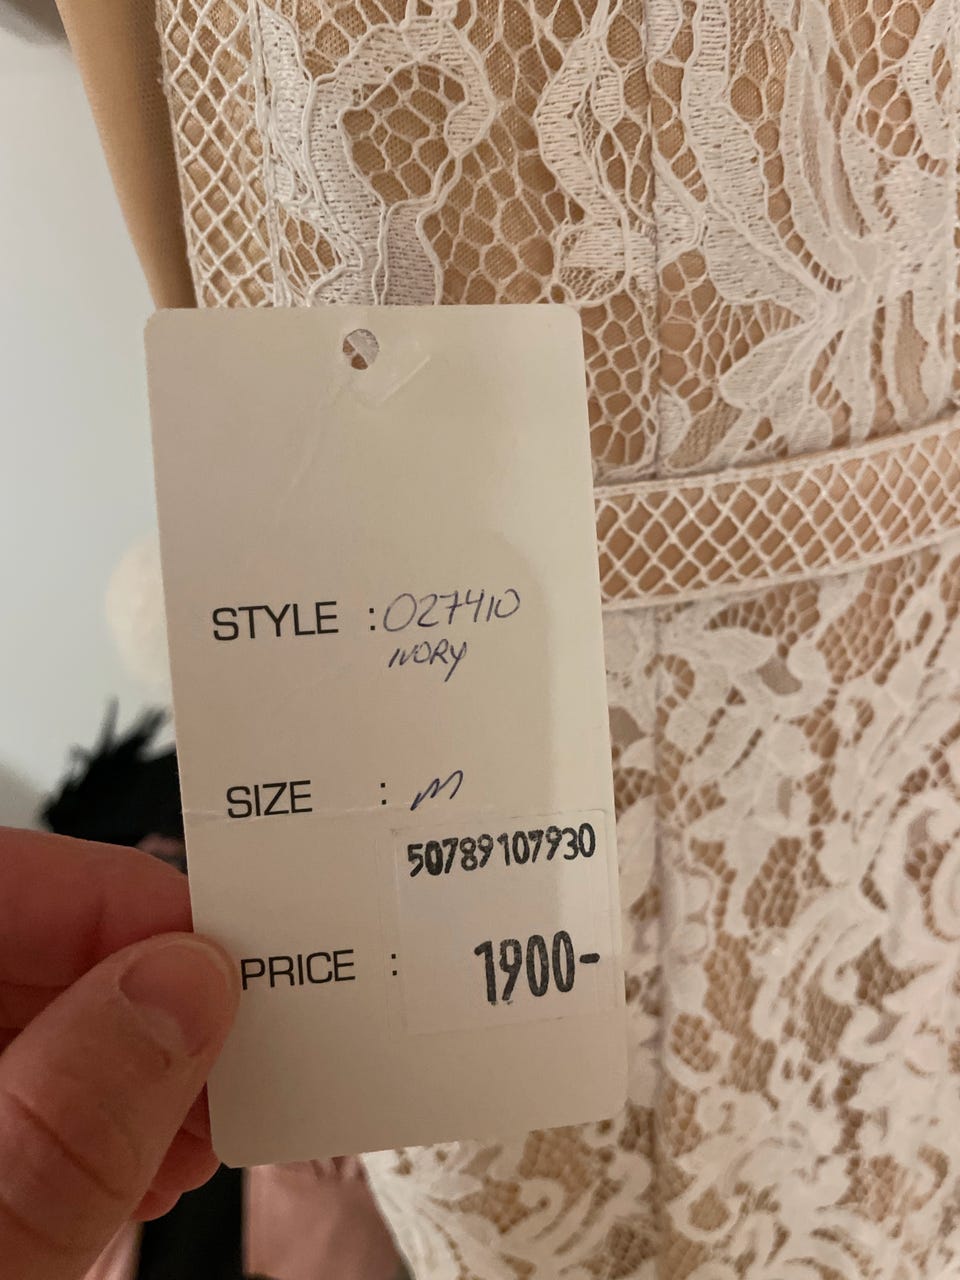 STYLE : 027410
IVORY
SIZE : M
50789107930
PRICE : 1900-